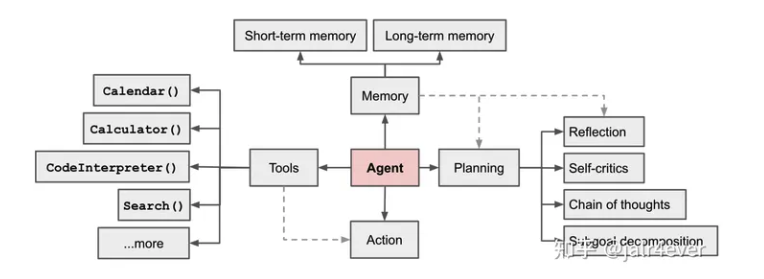 Short-term memory
Long-term memory
Calendar()
Memory
Calculator()
Reflection
CodeInterpreter()
Tools
Agent
Planning
Self-critics
Search()
Chain of thoughts
...more
Action
Subgoal decomposition
知乎 @jair4ever